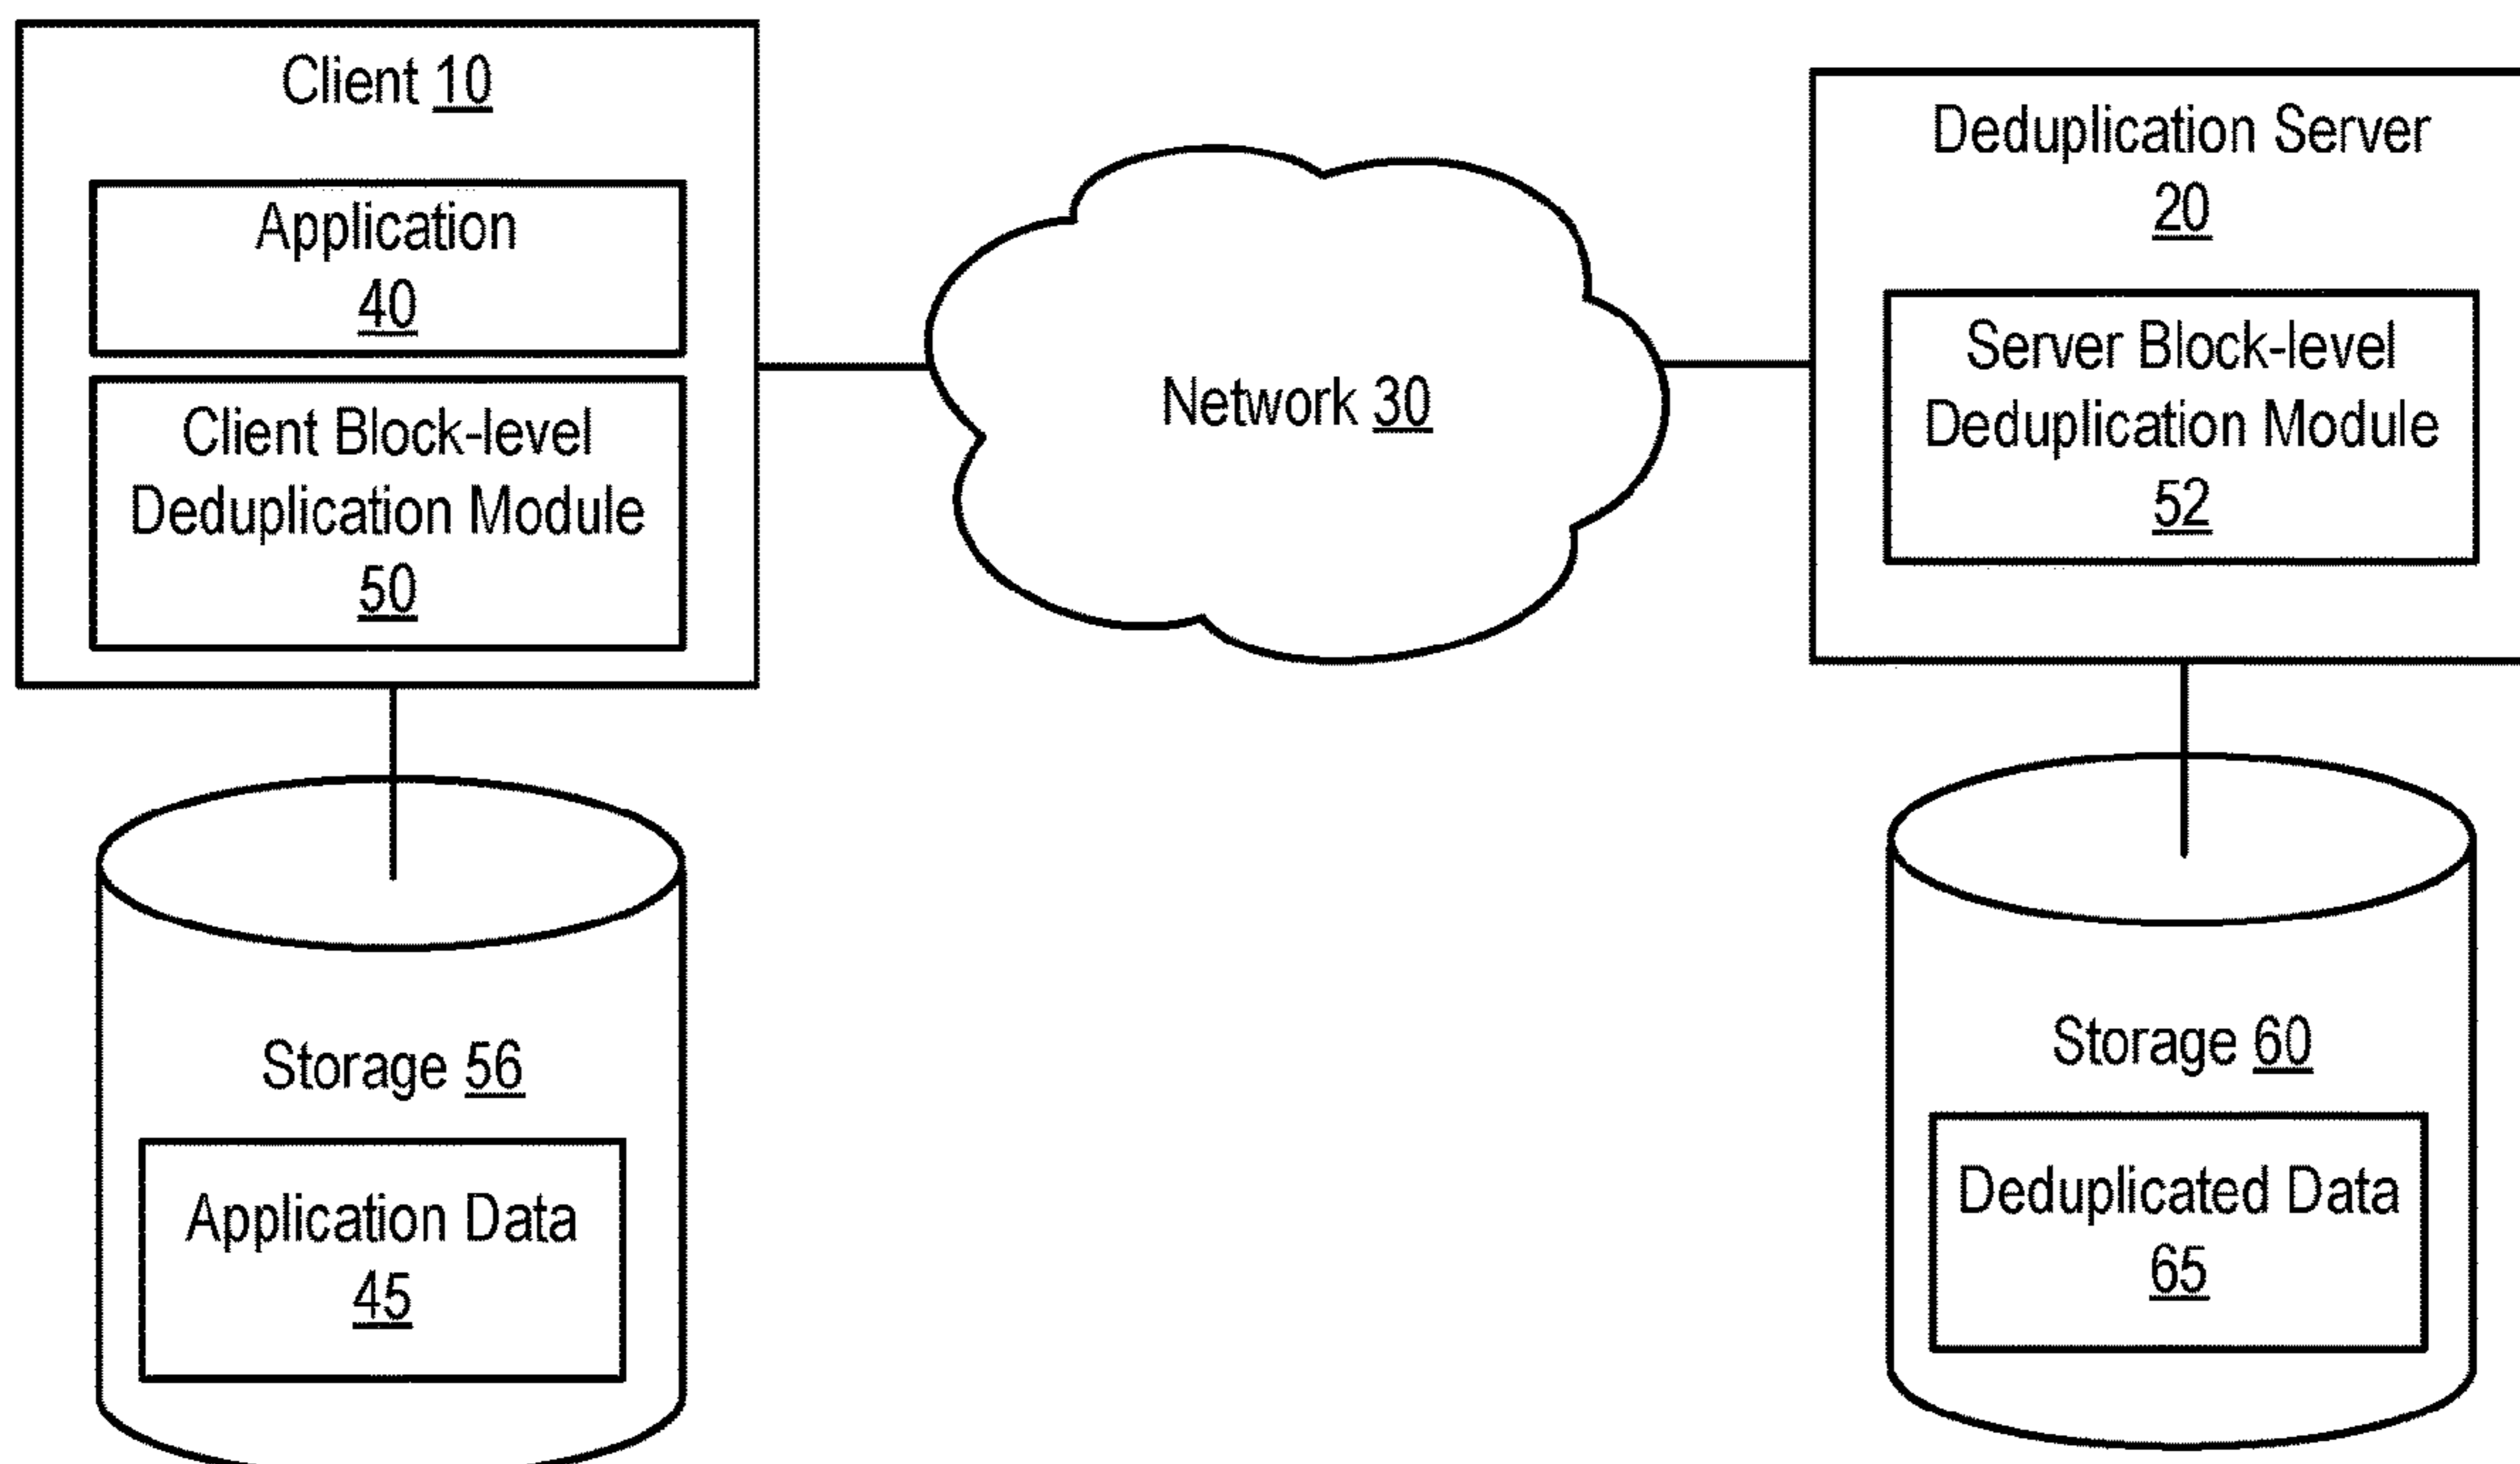 Client 10
Application
40
Client Block-level
Deduplication Module
50
Network 30
Deduplication Server
20
Server Block-level
Deduplication Module
52
Storage 56
Application Data
45
Storage 60
Deduplicated Data
65